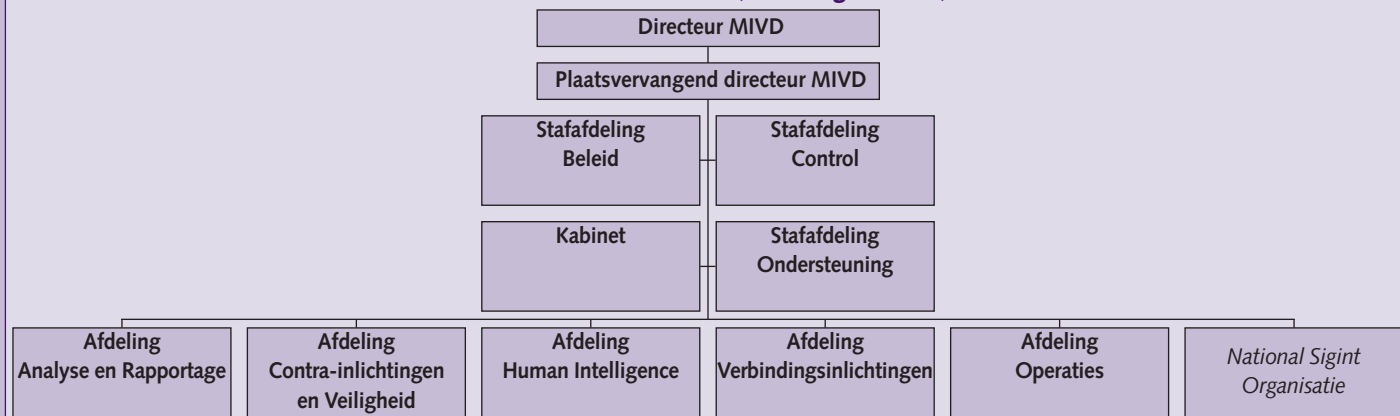 Directeur MIVD
Plaatsvervangend directeur MIVD
Stafafdeling
Beleid
Stafafdeling
Control
Kabinet
Stafafdeling
Ondersteuning
Afdeling
Analyse en Rapportage
Afdeling
Contra-inlichtingen
en Veiligheid
Afdeling
Human Intelligence
Afdeling
Verbindingsinlichtingen
Afdeling
Operaties
National Sigint
Organisatie